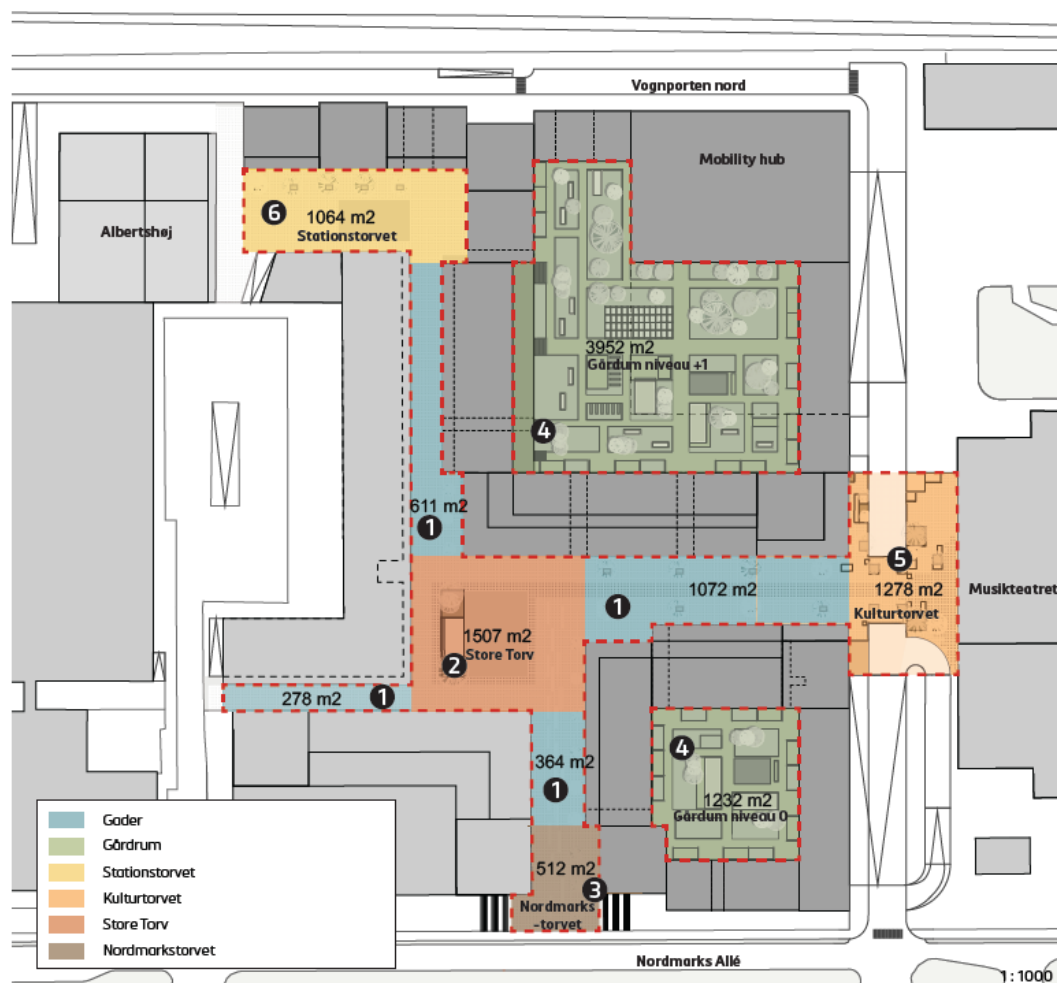 Vognporten nord
Mobility hub
6
1064 m2
Stationstorvet
Albertshøj
3952 m2
Gårdum niveau +1
4
611 m2
1
5
1072 m2
1278 m2
Musikteatret
1
Kulturtorvet
1507 m2
Store Torv
2
278 m2
1
4
364 m2
1
1232 m2
Gårdum niveau 0
Gader
Gårdrum
Stationstorvet
Kulturtorvet
Store Torv
Nordmarkstorvet
512 m2
3
Nordmarks
-torvet
Nordmarks Allé
1 : 1000